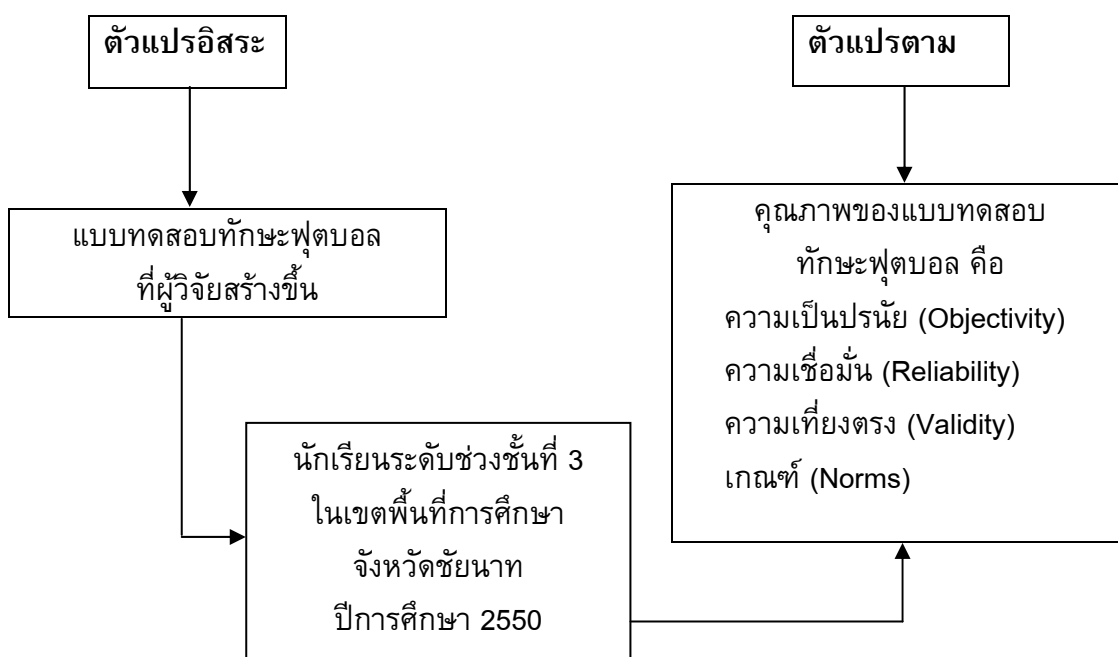 ตัวแปรอิสระ
ตัวแปรตาม
แบบทดสอบทักษะฟุตบอล
ที่ผู้วิจัยสร้างขึ้น
คุณภาพของแบบทดสอบ
ทักษะฟุตบอล คือ
ความเป็นปรนัย (Objectivity)
ความเชื่อมั่น (Reliability)
ความเที่ยงตรง (Validity)
เกณฑ์ (Norms)
นักเรียนระดับช่วงชั้นที่ 3
ในเขตพื้นที่การศึกษา
จังหวัดชัยนาท
ปีการศึกษา 2550